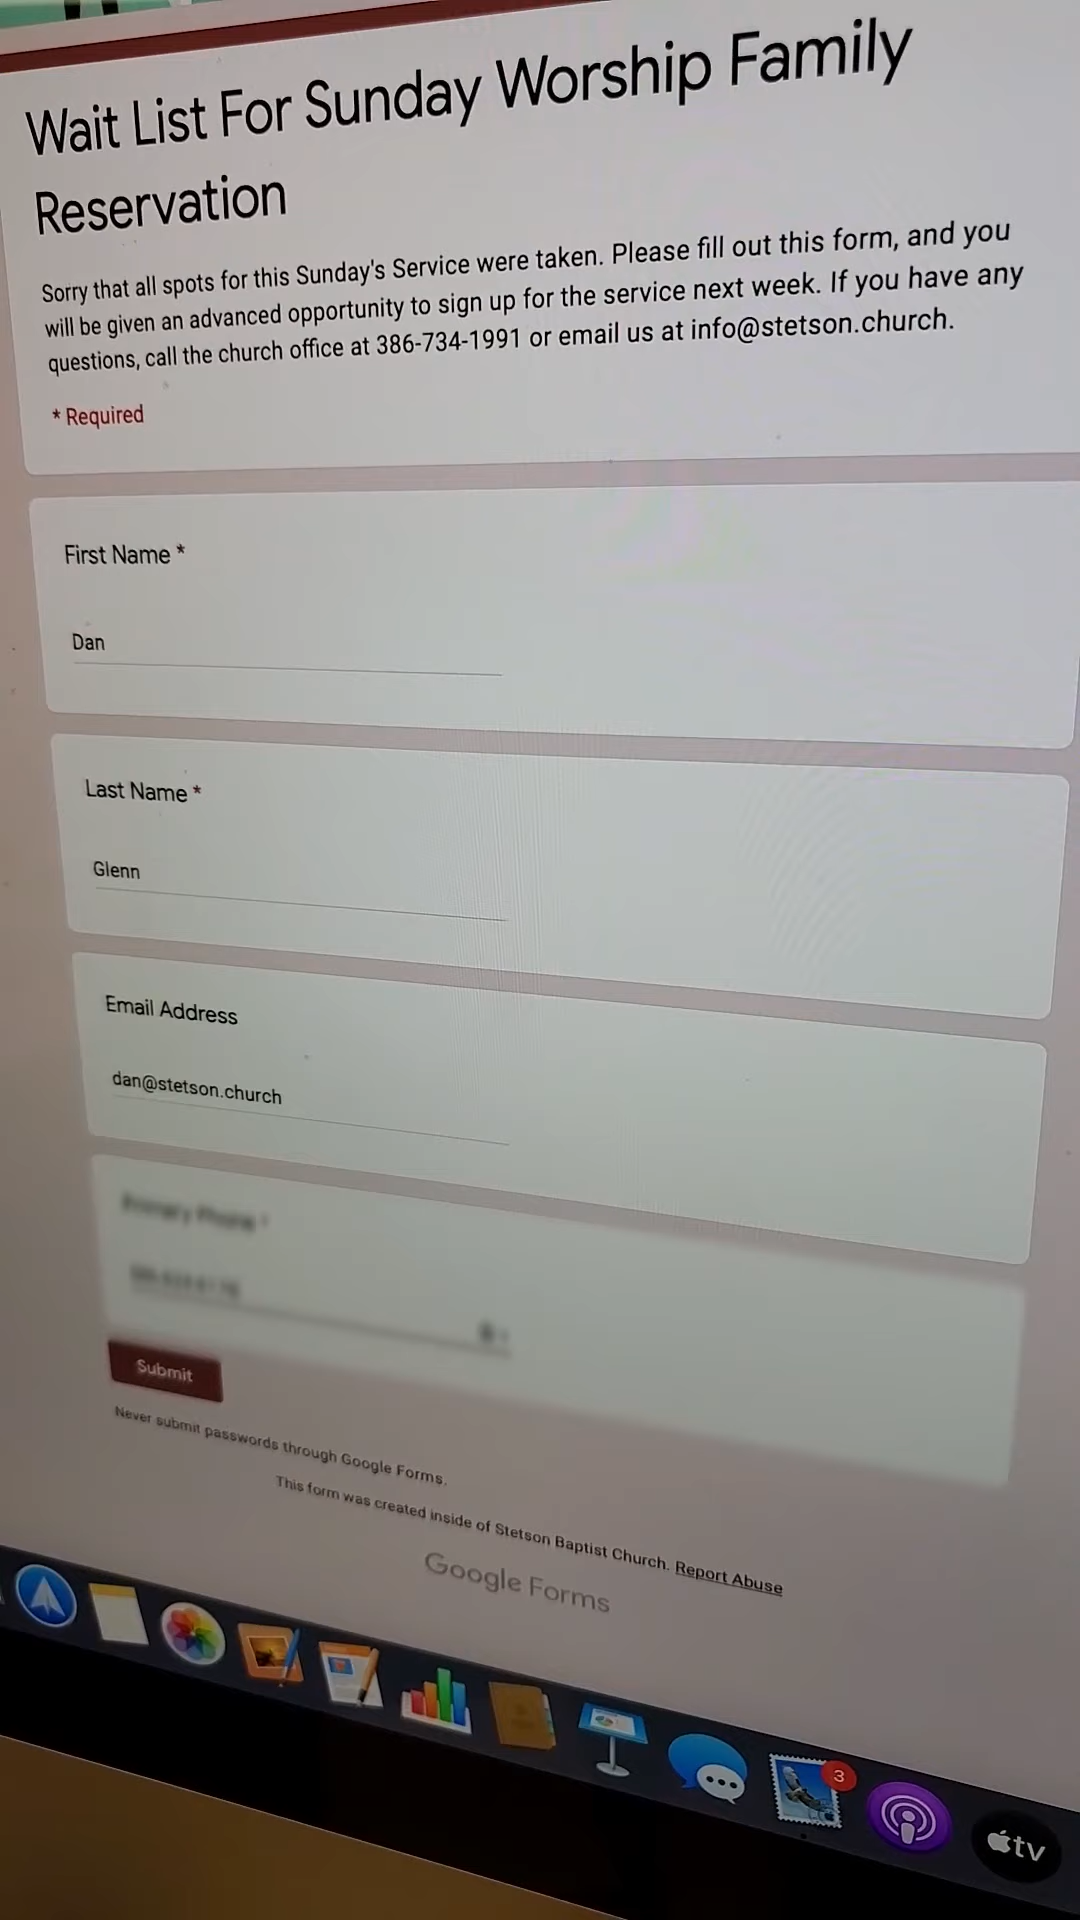 Wait List For Sunday Worship Family
Reservation
Sorry that all spots for this Sunday's Service were taken. Please fill out this form, and you
will be given an advanced opportunity to sign up for the service next week. If you have any
questions, call the church office at 386-734-1991 or email us at info@stetson.church.
* Required
First Name *
Dan
Last Name *
Glenn
Email Address
dan@stetson.church
Primary Phone *
Submit
Never submit passwords through Google Forms.
This form was created inside of Stetson Baptist Church. Report Abuse
Google Forms
3
tv